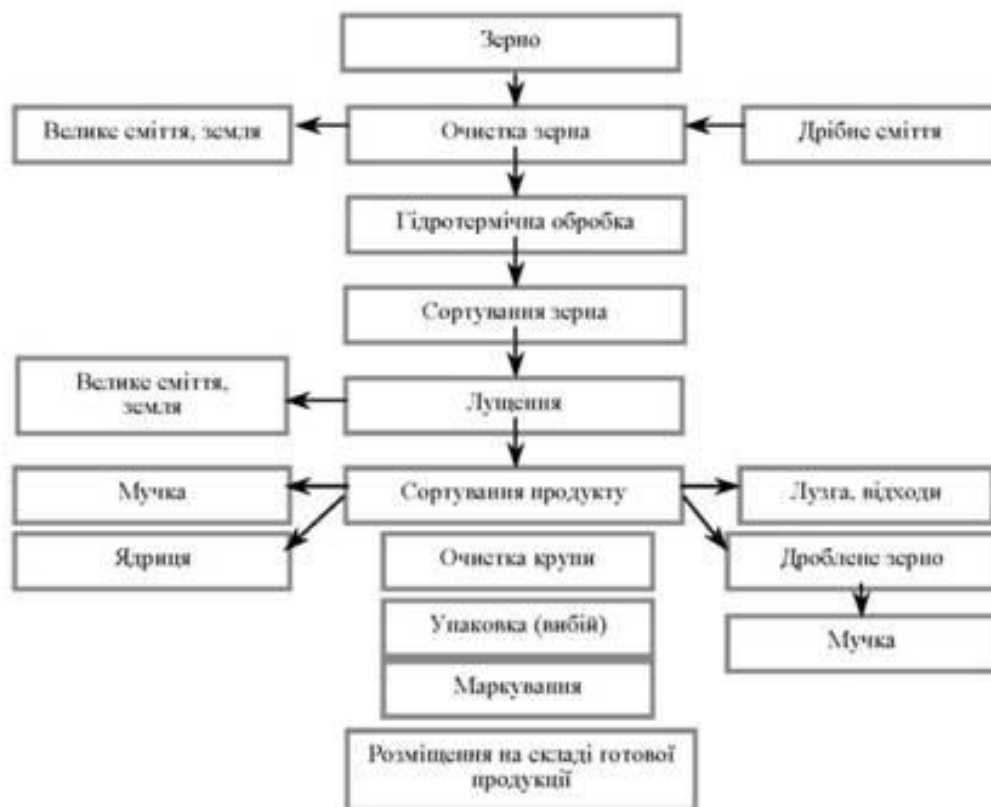 Зерно
Велике сміття, земля
Очистка зерна
Дрібне сміття
Гідротермічна обробка
Сортування зерна
Велике сміття,
земля
Лущення
Мучка
Сортування продукту
Лузга, відходи
Ядриця
Очистка крупи
Дроблене зерно
Упаковка (вибій)
Мучка
Маркування
Розміщення на складі готової
продукції